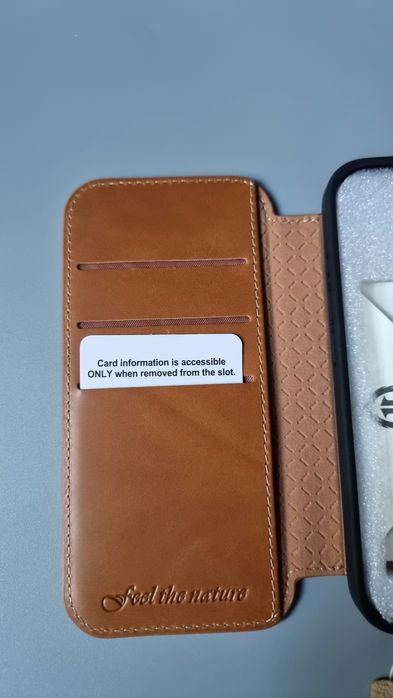 Card information is accessible
ONLY when removed from the slot.
Feel the nature